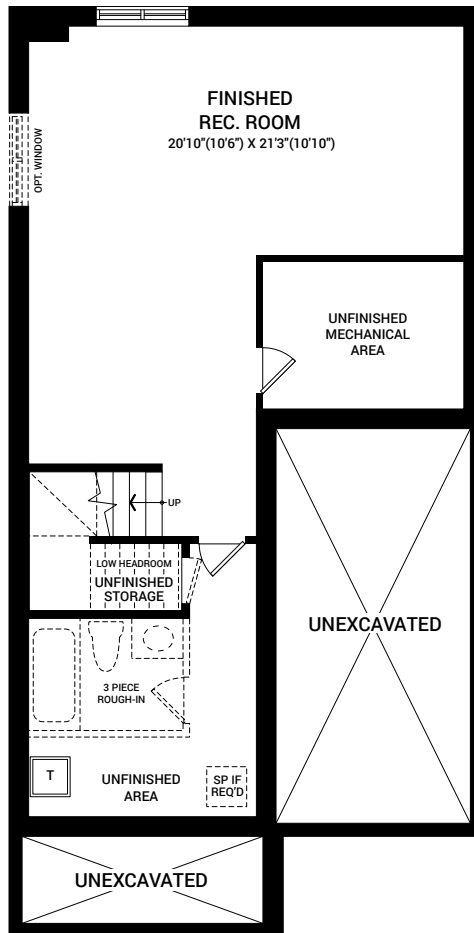 FINISHED
REC. ROOM
20'10"(10'6") X 21'3"(10'10")
OPT. WINDOW
UNFINISHED
MECHANICAL
AREA
UP
LOW HEADROOM
UNFINISHED
STORAGE
UNEXCAVATED
3 PIECE
ROUGH-IN
T
UNFINISHED
AREA
SP IF
REQ'D
UNEXCAVATED